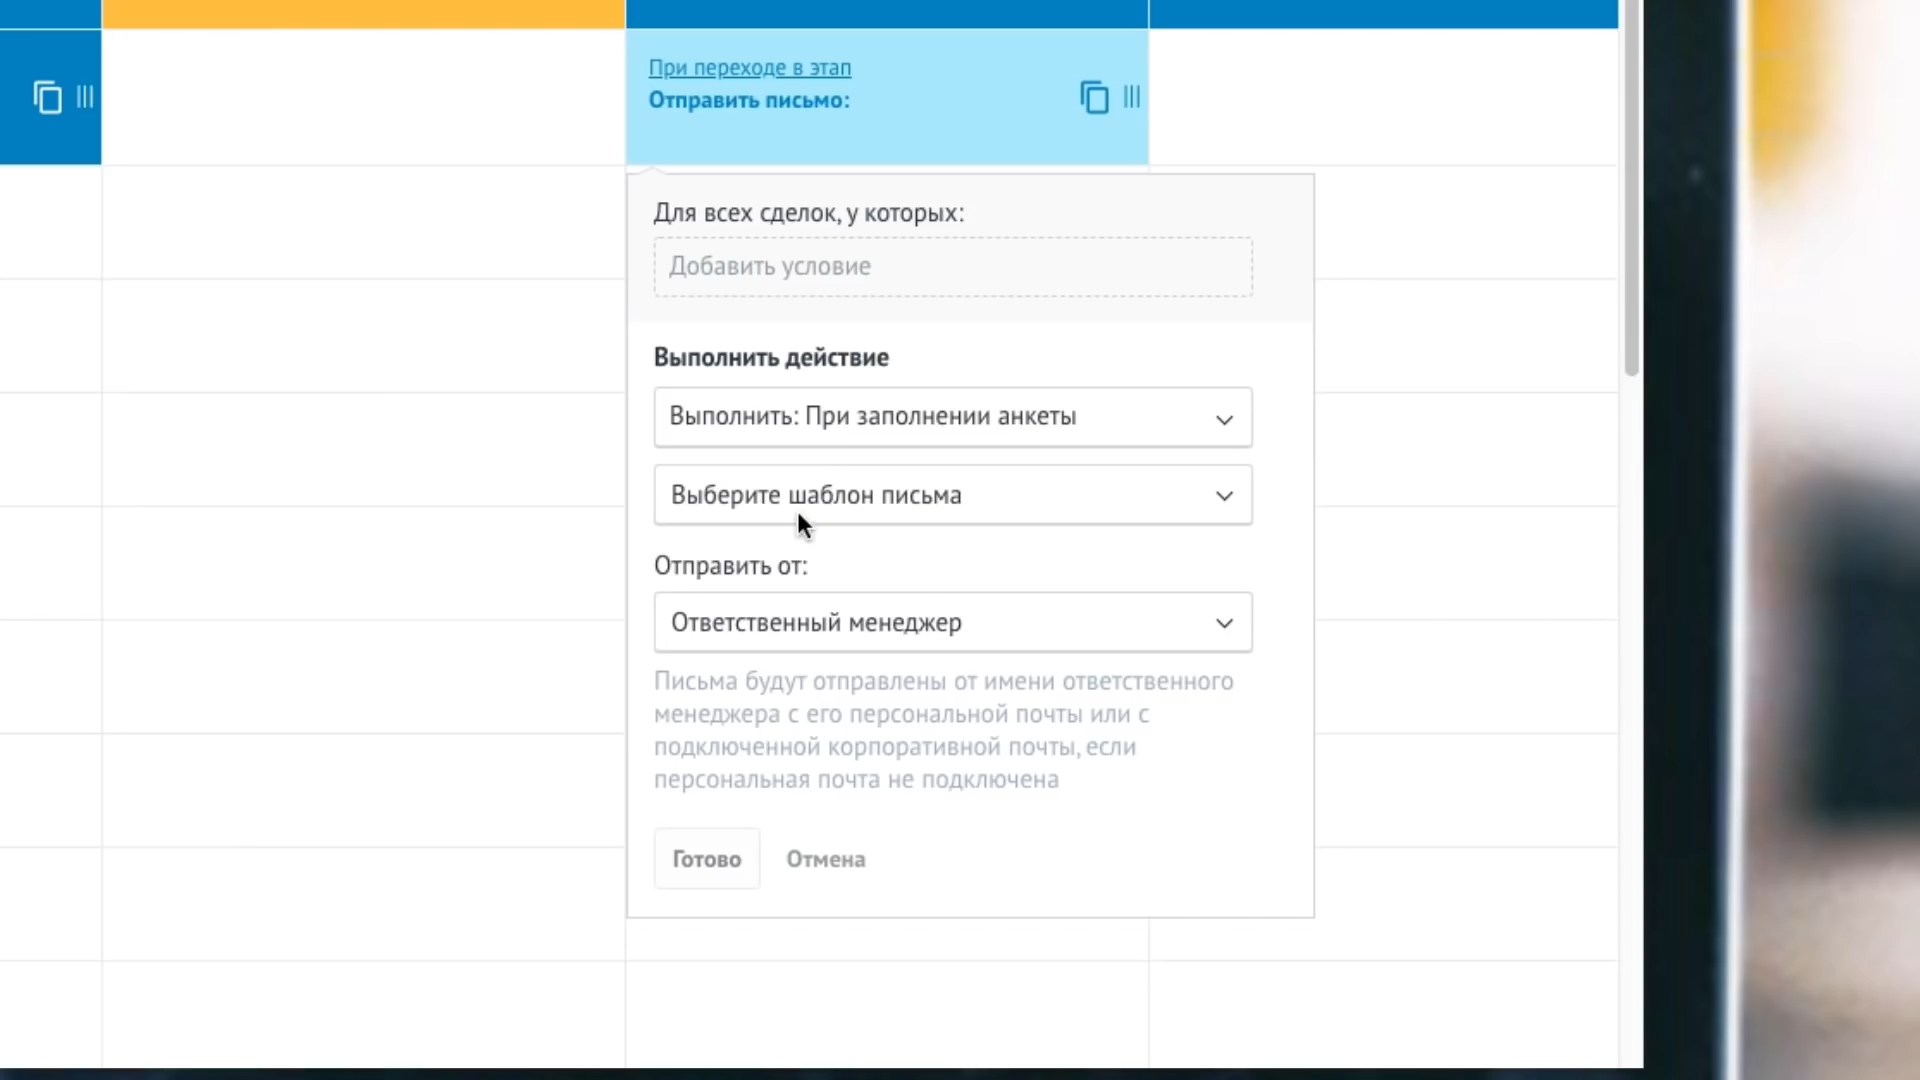 При переходе в этап
Отправить письмо:
Для всех сделок, у которых:
Добавить условие
Выполнить действие
Выполнить: При заполнении анкеты
Выберите шаблон письма
Отправить от:
Ответственный менеджер
Письма будут отправлены от имени ответственного
менеджера с его персональной почты или с
подключенной корпоративной почты, если
персональная почта не подключена
Готово
Отмена